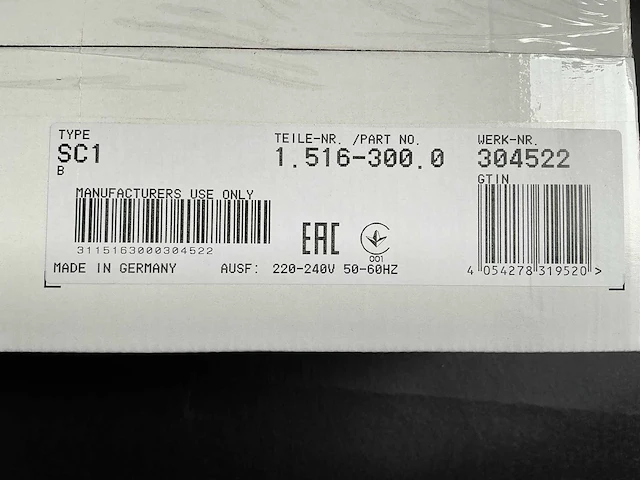 TYPE
SC1
B
TEILE-NR. /PART NO.
1.516-300.0
WERK-NR.
304522
GTIN
MANUFACTURERS USE ONLY
31151630000304522
EAC
001
4 054278 319520 >
MADE IN GERMANY AUSF: 220-240V 50-60HZ